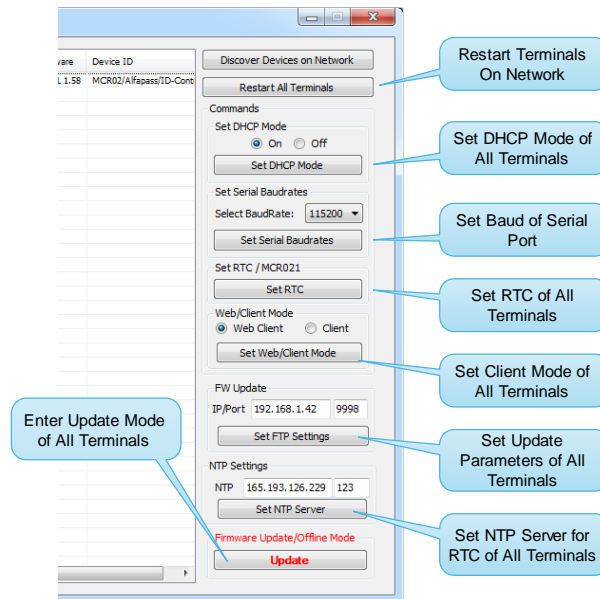 vare Device ID
L 1.58 MCR02/Alfapass/ID-Cont
Discover Devices on Network
Restart All Terminals
Commands
Set DHCP Mode
On Off
Set DHCP Mode
Set Serial Baudrates
Select BaudRate: 115200
Set Serial Baudrates
Set RTC / MCR021
Set RTC
Web/Client Mode
Web Client Client
Set Web/Client Mode
FW Update
IP/Port 192.168.1.42 9998
Set FTP Settings
NTP Settings
NTP 165.193.126.229 123
Set NTP Server
Firmware Update/Offline Mode
Update
Restart Terminals
On Network
Set DHCP Mode of
All Terminals
Set Baud of Serial
Port
Set RTC of All
Terminals
Set Client Mode of
All Terminals
Set Update
Parameters of All
Terminals
Set NTP Server for
RTC of All Terminals
Enter Update Mode
of All Terminals